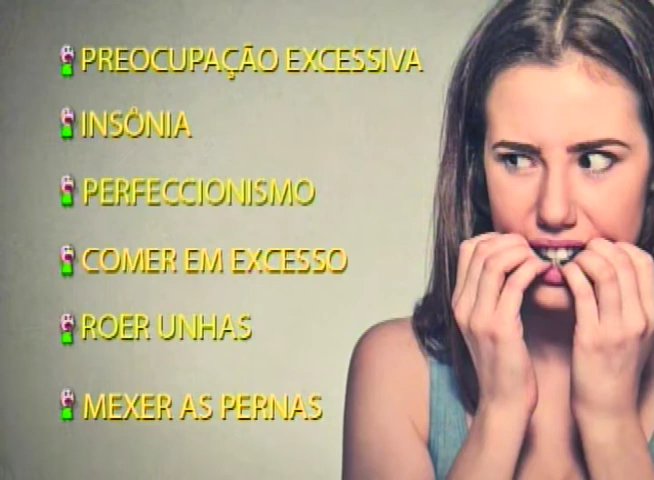 PREOCUPAÇÃO EXCESSIVA
INSÔNIA
PERFECCIONISMO
COMER EM EXCESSO
ROER UNHAS
MEXER AS PERNAS